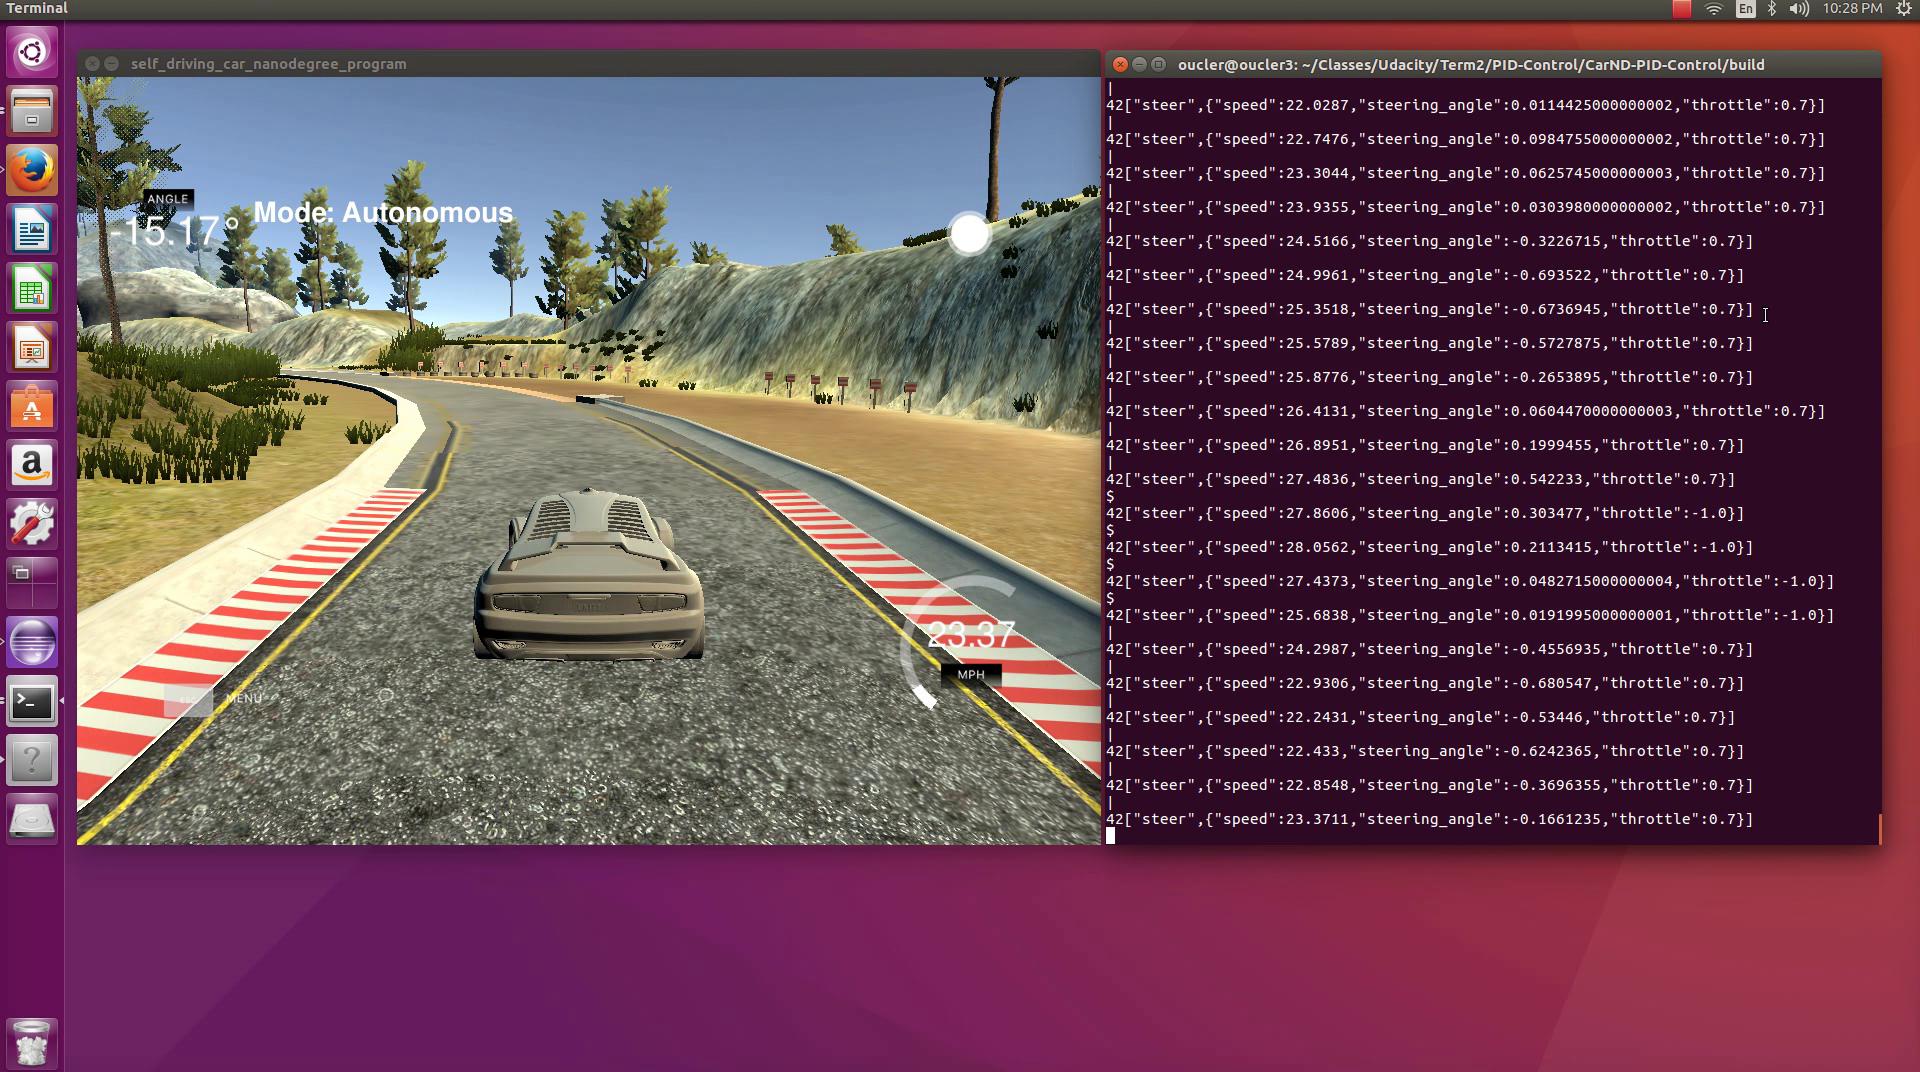 Terminal
En
10:28 PM
self_driving_car_nanodegree_program
ANGLE
-15.17°
Mode: Autonomous
23.37
MPH
ESC
MENU
oucler@oucler3: ~/Classes/Udacity/Term2/PID-Control/CarND-PID-Control/build
|
42["steer",{"speed":22.0287,"steering_angle":0.0114425000000002,"throttle":0.7}]
|
42["steer",{"speed":22.7476,"steering_angle":0.0984755000000002,"throttle":0.7}]
|
42["steer",{"speed":23.3044,"steering_angle":0.0625745000000003,"throttle":0.7}]
|
42["steer",{"speed":23.9355,"steering_angle":0.0303980000000002,"throttle":0.7}]
|
42["steer",{"speed":24.5166,"steering_angle":-0.3226715,"throttle":0.7}]
|
42["steer",{"speed":24.9961,"steering_angle":-0.693522,"throttle":0.7}]
|
42["steer",{"speed":25.3518,"steering_angle":-0.6736945,"throttle":0.7}]
|
42["steer",{"speed":25.5789,"steering_angle":-0.5727875,"throttle":0.7}]
|
42["steer",{"speed":25.8776,"steering_angle":-0.2653895,"throttle":0.7}]
|
42["steer",{"speed":26.4131,"steering_angle":0.0604470000000003,"throttle":0.7}]
|
42["steer",{"speed":26.8951,"steering_angle":0.1999455,"throttle":0.7}]
|
42["steer",{"speed":27.4836,"steering_angle":0.542233,"throttle":0.7}]
$
42["steer",{"speed":27.8606,"steering_angle":0.303477,"throttle":-1.0}]
$
42["steer",{"speed":28.0562,"steering_angle":0.2113415,"throttle":-1.0}]
$
42["steer",{"speed":27.4373,"steering_angle":0.0482715000000004,"throttle":-1.0}]
$
42["steer",{"speed":25.6838,"steering_angle":0.0191995000000001,"throttle":-1.0}]
|
42["steer",{"speed":24.2987,"steering_angle":-0.4556935,"throttle":0.7}]
|
42["steer",{"speed":22.9306,"steering_angle":-0.680547,"throttle":0.7}]
|
42["steer",{"speed":22.2431,"steering_angle":-0.53446,"throttle":0.7}]
|
42["steer",{"speed":22.433,"steering_angle":-0.6242365,"throttle":0.7}]
|
42["steer",{"speed":22.8548,"steering_angle":-0.3696355,"throttle":0.7}]
|
42["steer",{"speed":23.3711,"steering_angle":-0.1661235,"throttle":0.7}]